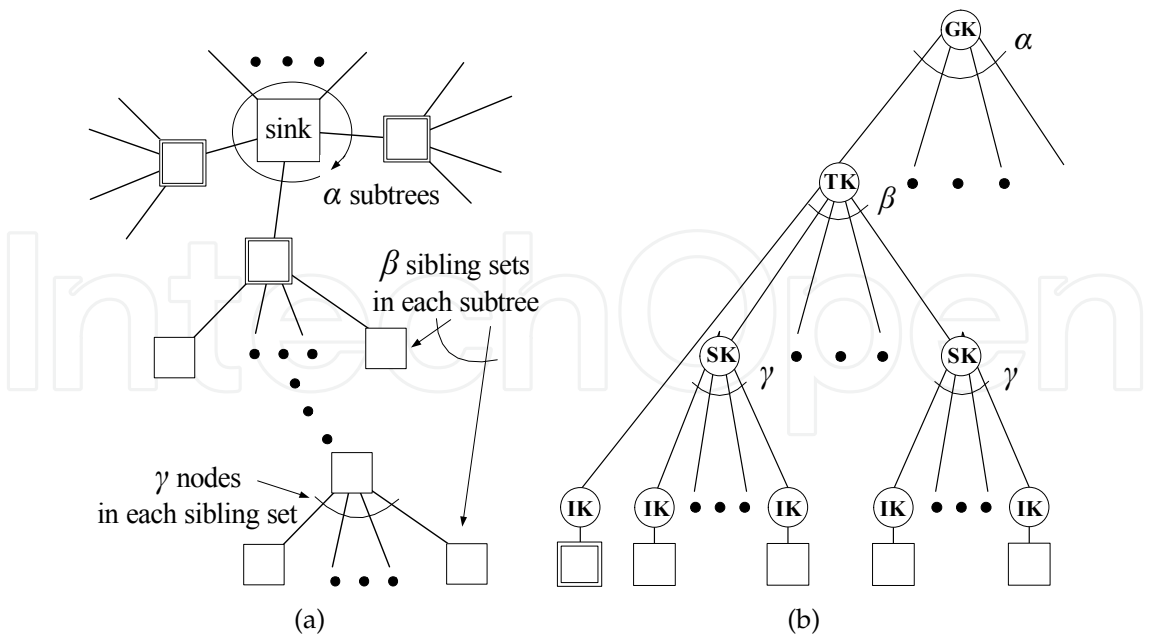 sink
α subtrees
β sibling sets
in each subtree
γ nodes
in each sibling set
(a)
GK
α
TK
β
SK
γ
SK
γ
IK
IK
IK
IK
IK
(b)
IntechOpen